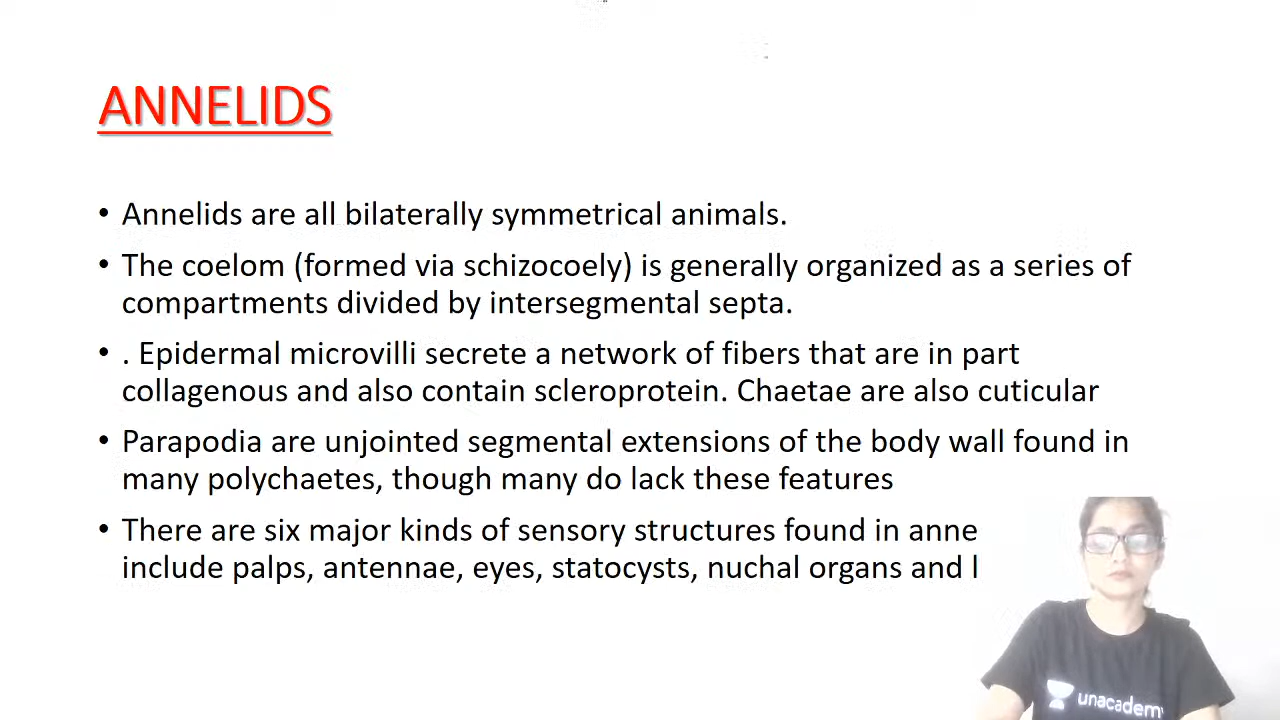 ANNELIDS
• Annelids are all bilaterally symmetrical animals.
• The coelom (formed via schizocoely) is generally organized as a series of
compartments divided by intersegmental septa.
• . Epidermal microvilli secrete a network of fibers that are in part
collagenous and also contain scleroprotein. Chaetae are also cuticular
• Parapodia are unjointed segmental extensions of the body wall found in
many polychaetes, though many do lack these features
• There are six major kinds of sensory structures found in anne
include palps, antennae, eyes, statocysts, nuchal organs and l
unacademy